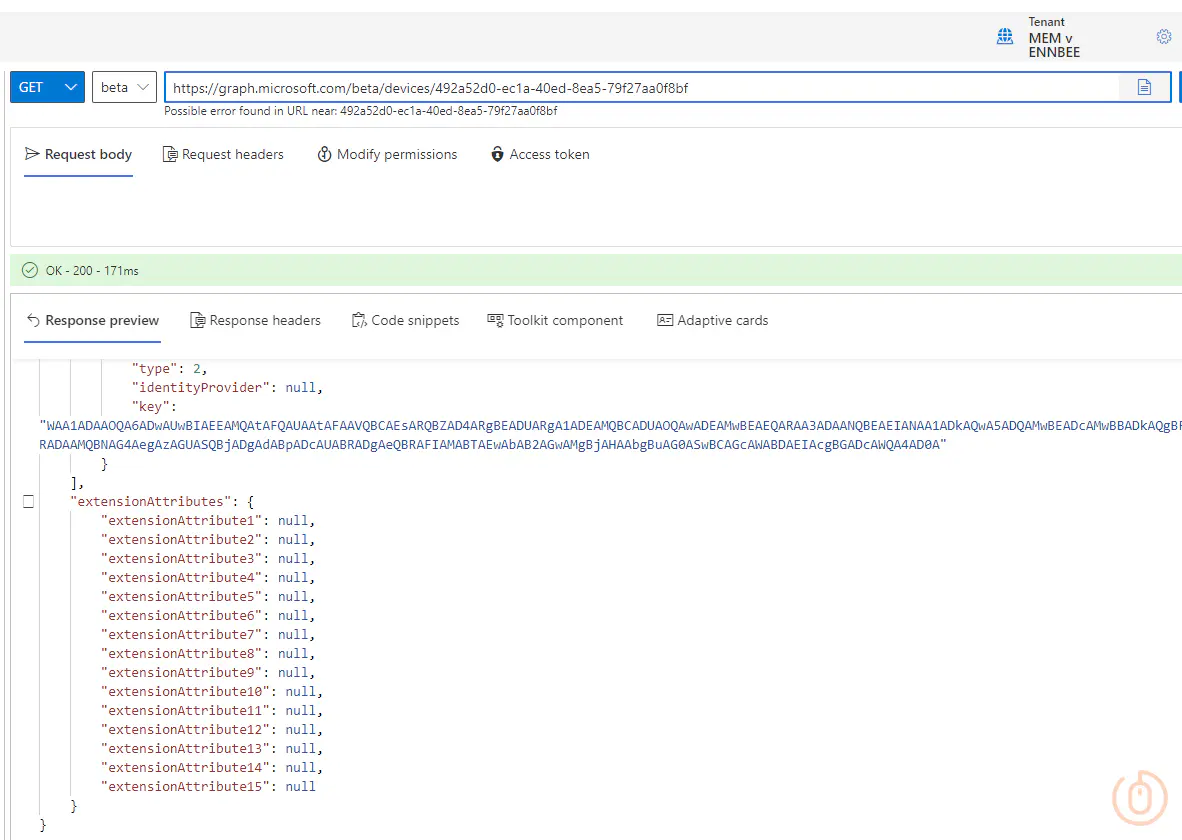 Tenant
MEM v
ENNBEE
GET
beta
https://graph.microsoft.com/beta/devices/492a52d0-ec1a-40ed-8ea5-79f27aa0f8bf
Possible error found in URL near: 492a52d0-ec1a-40ed-8ea5-79f27aa0f8bf
Request body Request headers Modify permissions Access token
OK - 200 - 171ms
Response preview Response headers Code snippets Toolkit component Adaptive cards
"type": 2,
"identityProvider": null,
"key":
"WAA1ADAAOQA6ADwAUwBIAEEAMQAtAFQAUAAtAFAAVQBCAEsARQBZAD4ARgBEADUARgA1ADEAMQBCADUAOQAwADEAMwBEAEQARAA3ADAANQBEAEIANAA1ADkAQwA5ADQAMwBEADcAMwBBADkAQgBF
RADAAMQBNAG4AegAzAGUASQBjADgAdABpADcAUABRADgAeQBRAFIAMABTAEwAbAB2AGwAMgBjAHAAbgBuAG0ASwBCAGcAWABDAEIAcgBGADcAWQA4AD0A"
}
],
"extensionAttributes": {
"extensionAttribute1": null,
"extensionAttribute2": null,
"extensionAttribute3": null,
"extensionAttribute4": null,
"extensionAttribute5": null,
"extensionAttribute6": null,
"extensionAttribute7": null,
"extensionAttribute8": null,
"extensionAttribute9": null,
"extensionAttribute10": null,
"extensionAttribute11": null,
"extensionAttribute12": null,
"extensionAttribute13": null,
"extensionAttribute14": null,
"extensionAttribute15": null
}
}